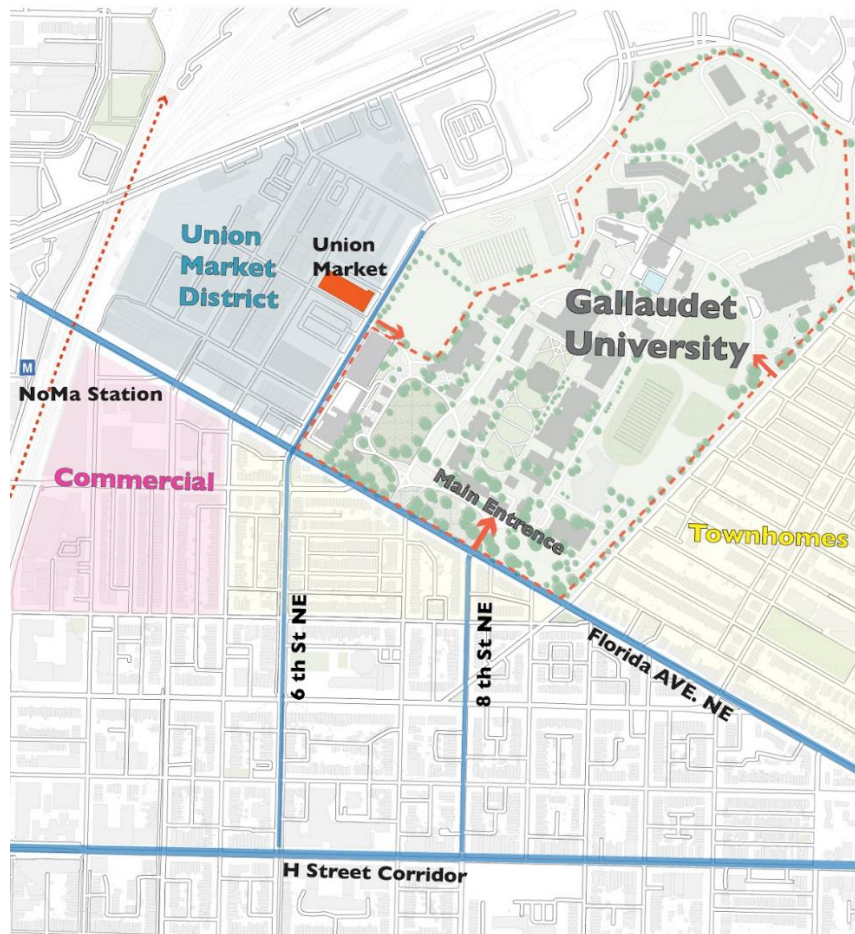 Union
Market
District
Union
Market
Gallaudet
University
M
NoMa Station
Commercial
Main Entrence
Townhomes
6 th St NE
8 th St NE
Florida AVE. NE
H Street Corridor